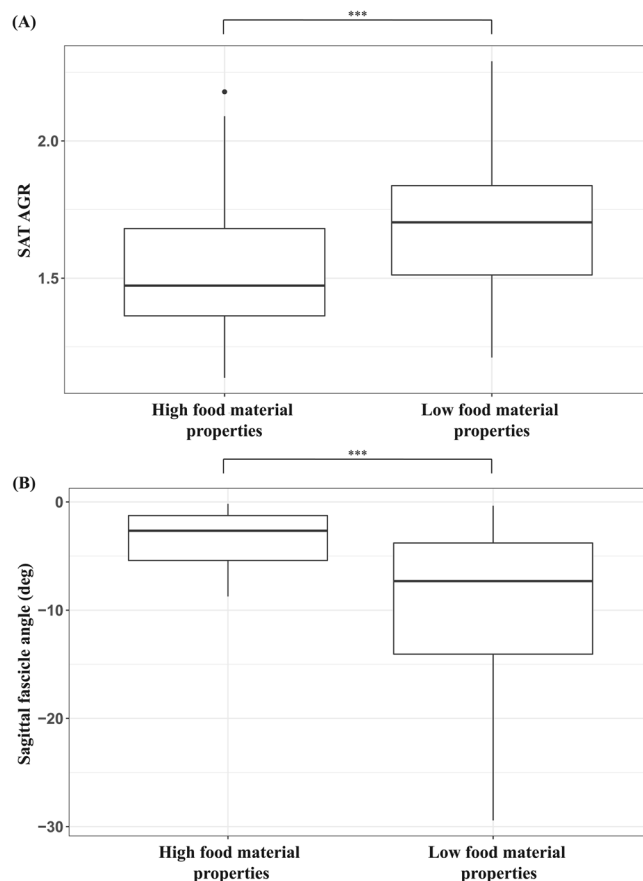 (A)
***
SAT AGR
2.0
1.5
High food material
properties
Low food material
properties
(B)
***
Sagittal fascicle angle (deg)
0
−10
−20
−30
High food material
properties
Low food material
properties